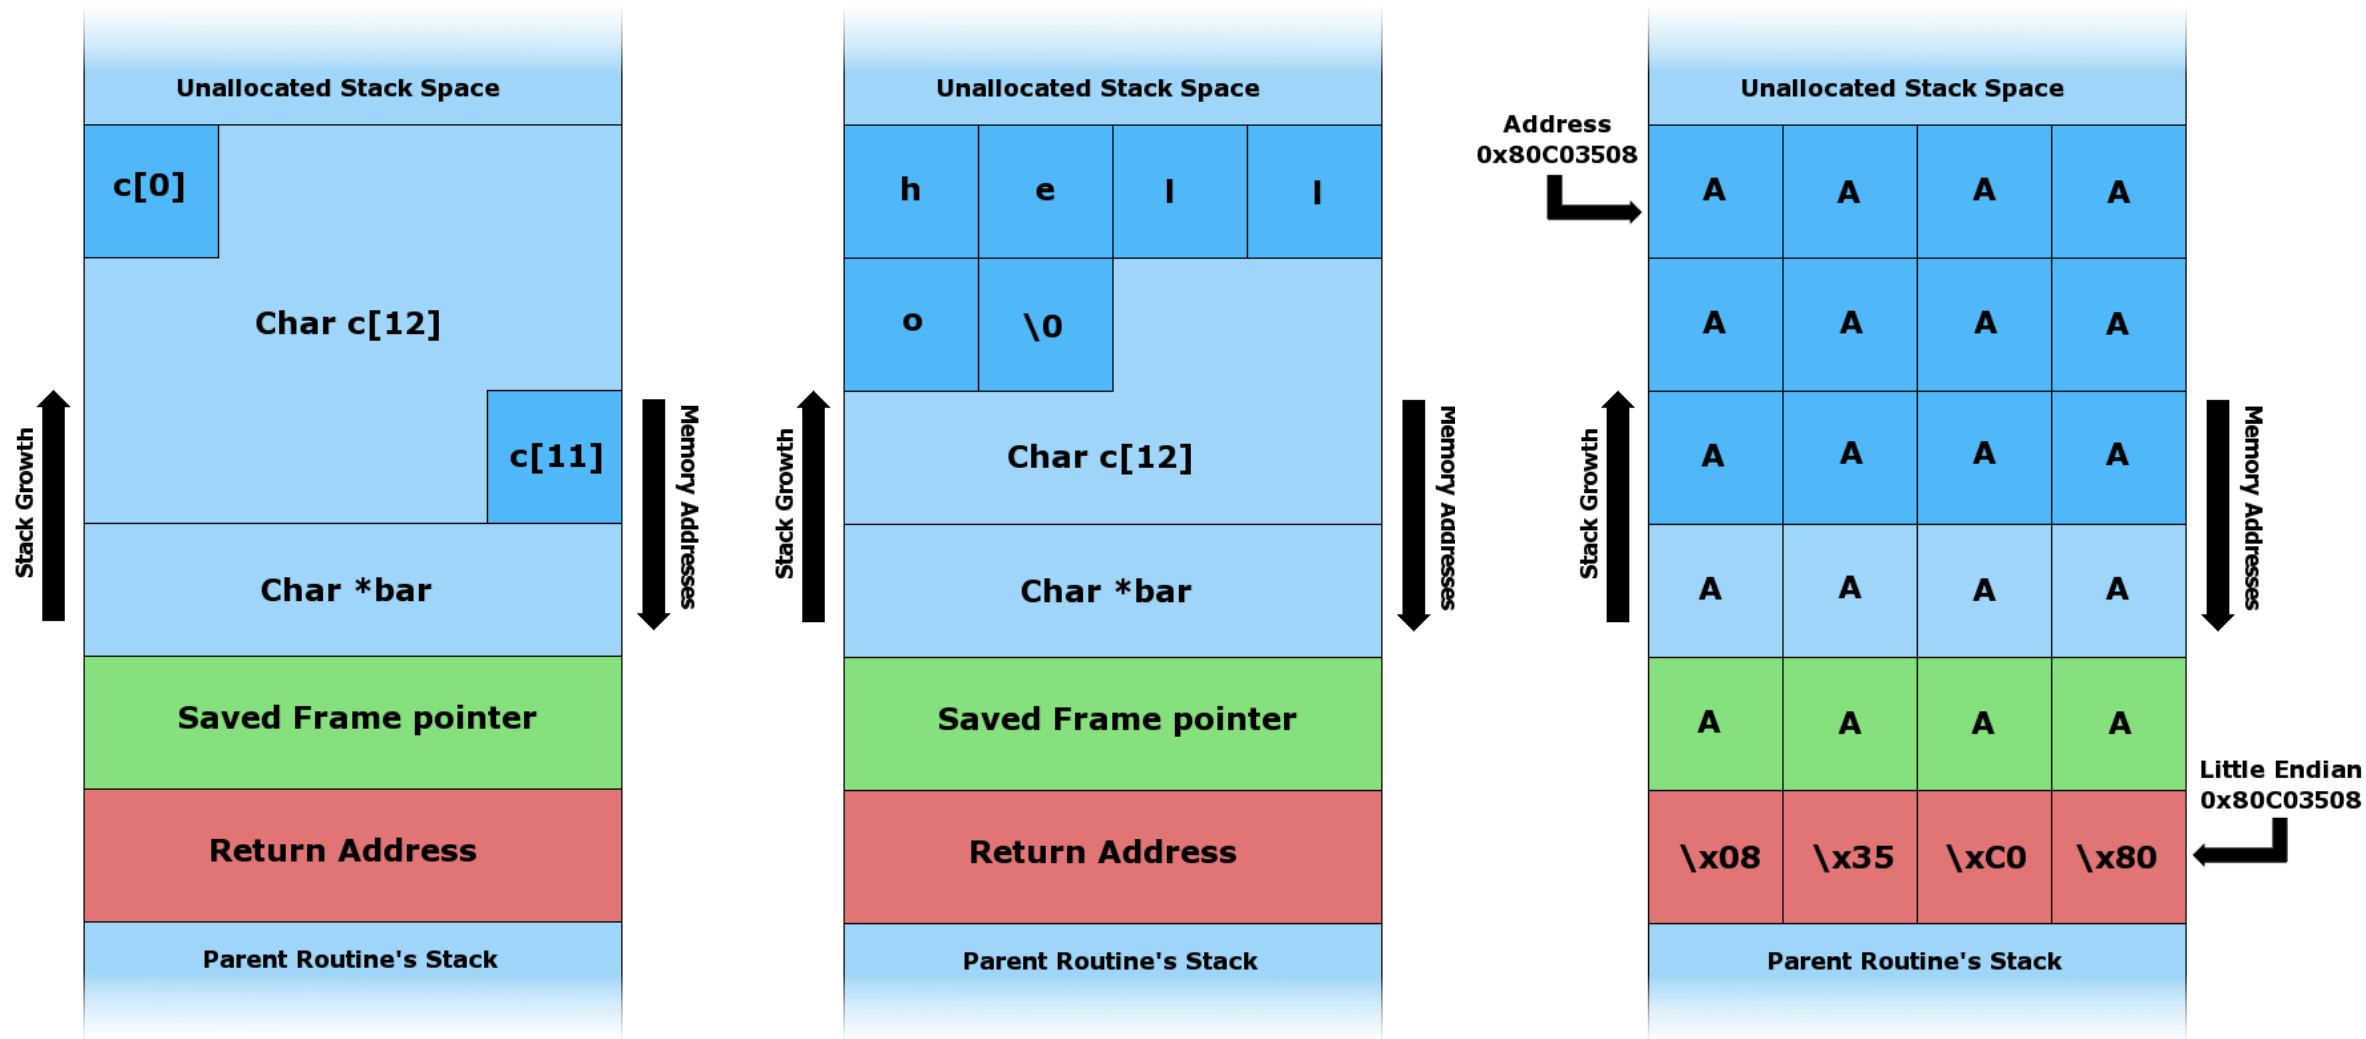 Unallocated Stack Space
c[0]
Char c[12]
c[11]
Char *bar
Saved Frame pointer
Return Address
Parent Routine's Stack
Stack Growth
Memory Addresses
Unallocated Stack Space
h e l l
o \0
Char c[12]
Char *bar
Saved Frame pointer
Return Address
Parent Routine's Stack
Stack Growth
Memory Addresses
Address
0x80C03508
Unallocated Stack Space
A A A A
A A A A
A A A A
A A A A
A A A A
\x08 \x35 \xC0 \x80
Parent Routine's Stack
Stack Growth
Memory Addresses
Little Endian
0x80C03508